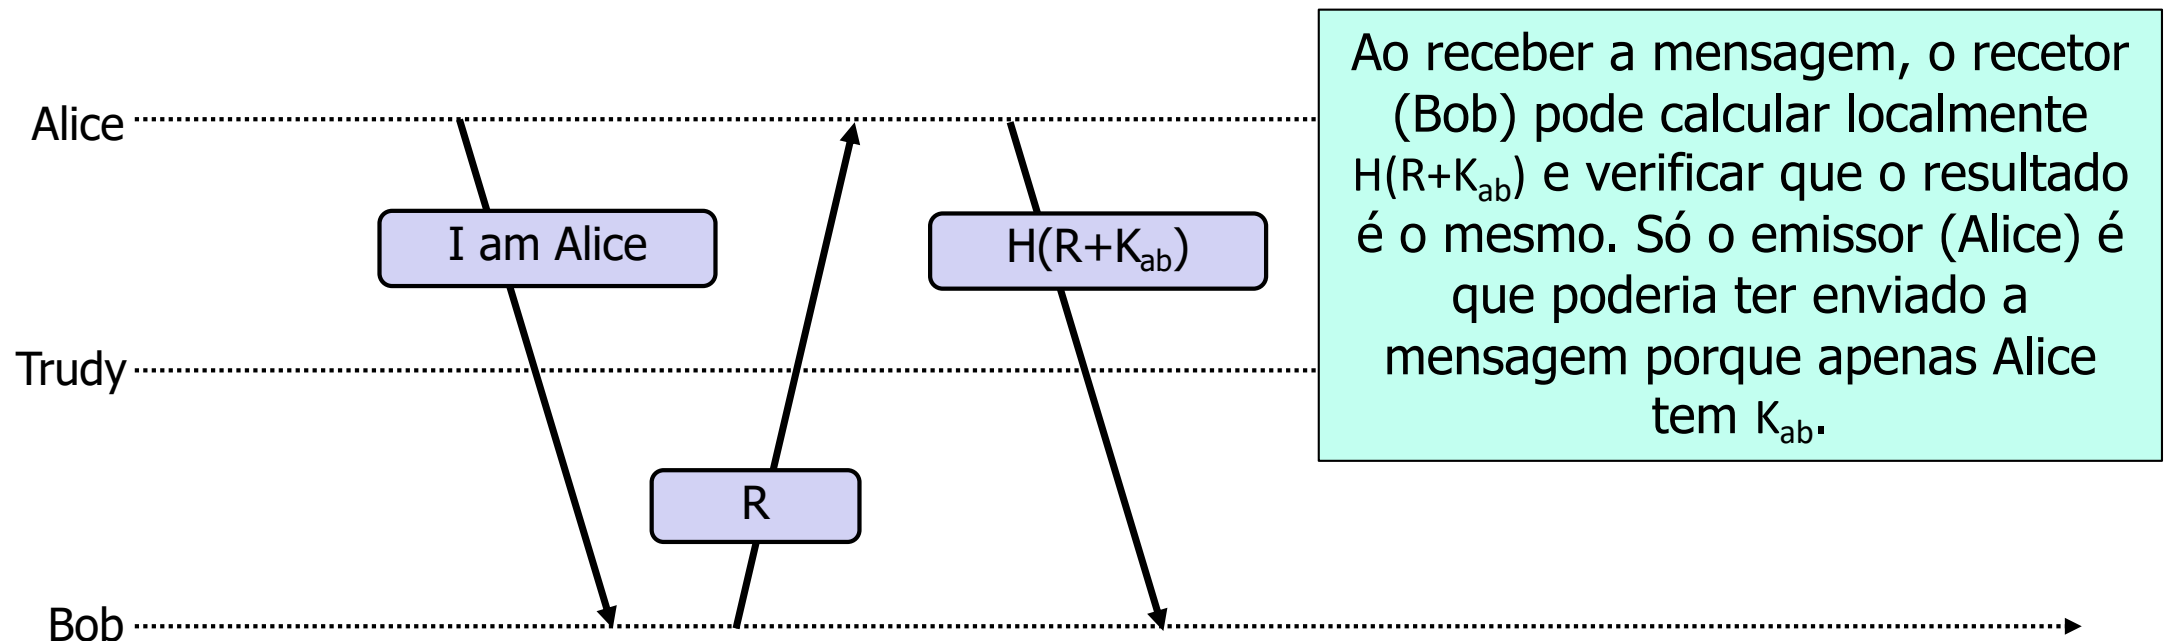 Alice
I am Alice
H(R+Kab)
Ao receber a mensagem, o recetor
(Bob) pode calcular localmente
H(R+Kab) e verificar que o resultado
é o mesmo. Só o emissor (Alice) é
que poderia ter enviado a
mensagem porque apenas Alice
tem Kab.
Trudy
R
Bob